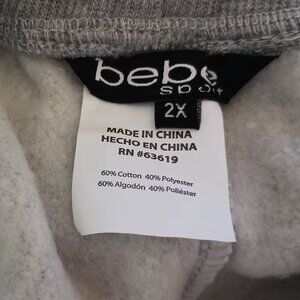 bebe
sport
2X
MADE IN CHINA
HECHO EN CHINA
RN #63619
60% Cotton 40% Polyester
60% Algodón 40% Poliéster